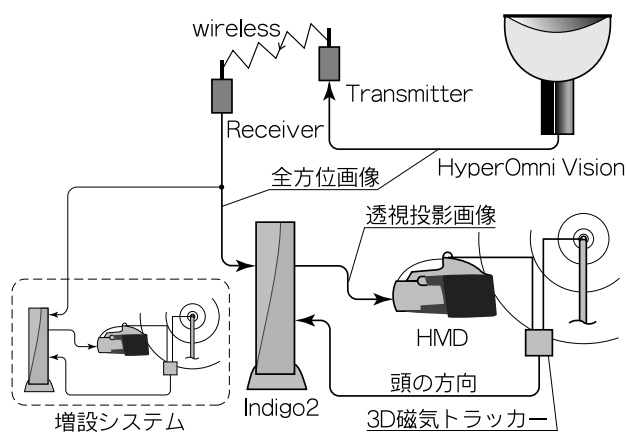 wireless
Transmitter
Receiver
HyperOmni Vision
全方位画像
透視投影画像
HMD
頭の方向
Indigo2
3D磁気トラッカー
増設システム